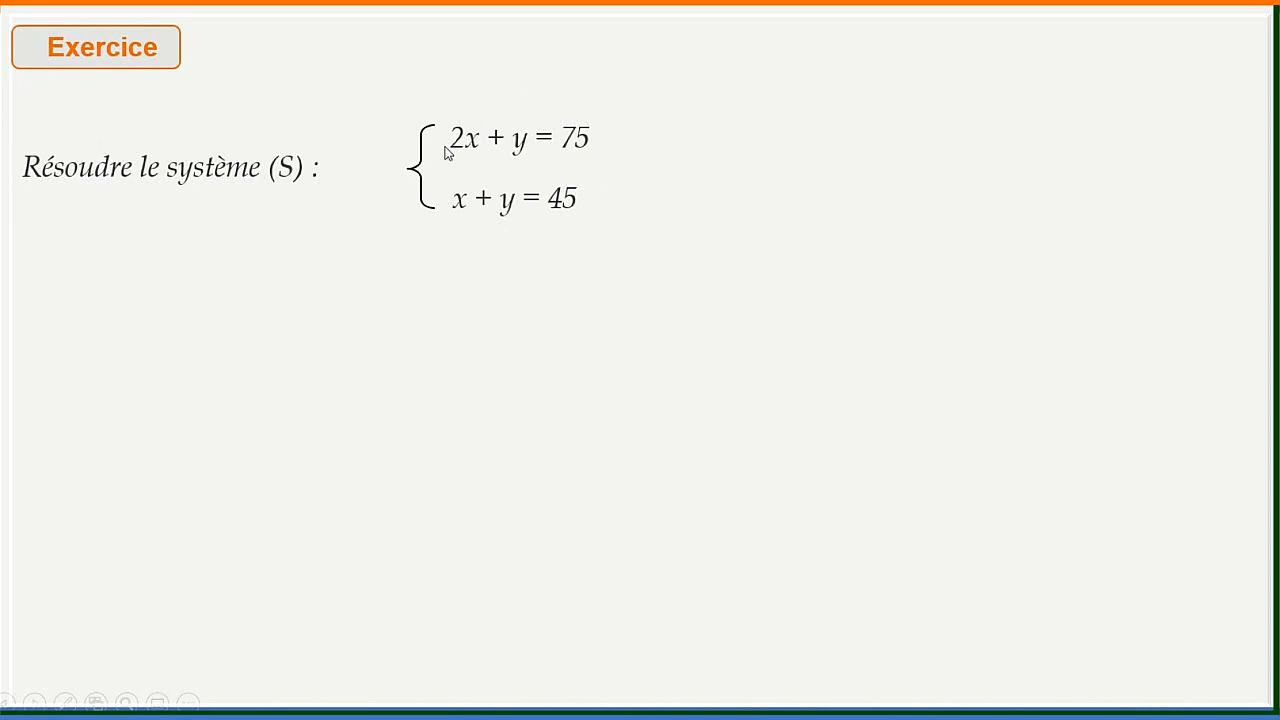 Exercice
2x + y = 75
Résoudre le système (S) :
x + y = 45